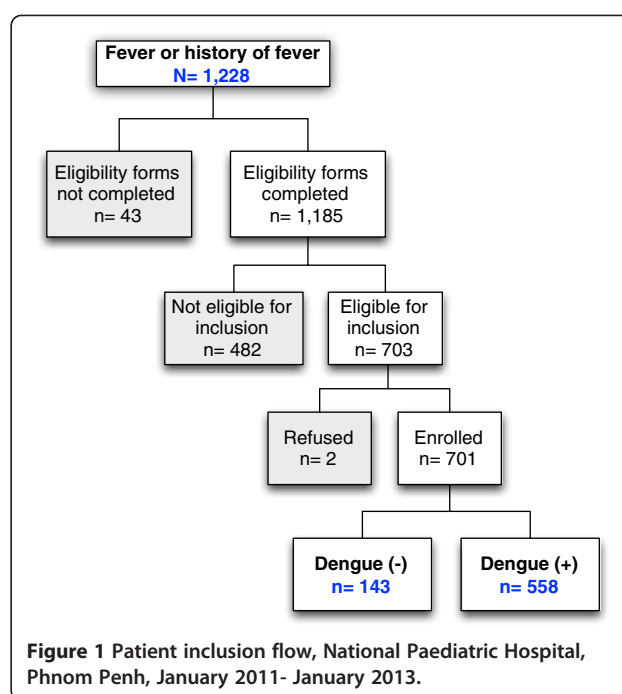 Fever or history of fever
N= 1,228
Eligibility forms
not completed
n= 43
Eligibility forms
completed
n= 1,185
Not eligible for
inclusion
n= 482
Eligible for
inclusion
n= 703
Refused
n= 2
Enrolled
n= 701
Dengue (-)
n= 143
Dengue (+)
n= 558
Figure 1 Patient inclusion flow, National Paediatric Hospital,
Phnom Penh, January 2011- January 2013.